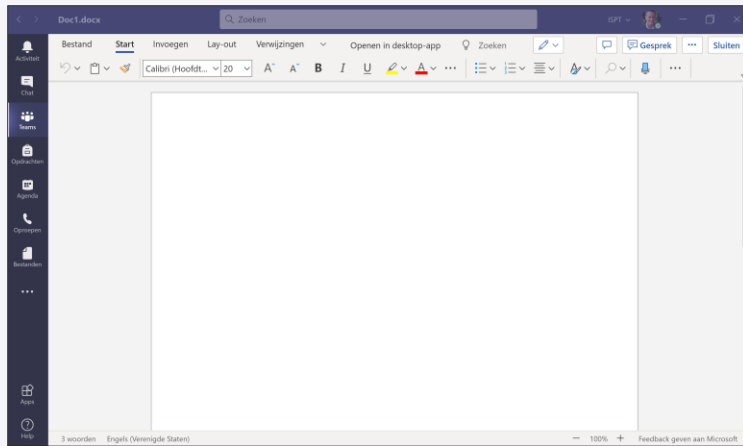 Doc1.docx Zoeken ISPT
Bestand Start Invoegen Lay-out Verwijzingen Openen in desktop-app Zoeken Gesprek Sluiten
Calibri (Hoofdt... 20 A A B I U A A
Activiteit
Chat
Teams
Opdrachten
Agenda
Oproepen
Bestanden
Apps
Help
3 woorden Engels (Verenigde Staten) 100% Feedback geven aan Microsoft